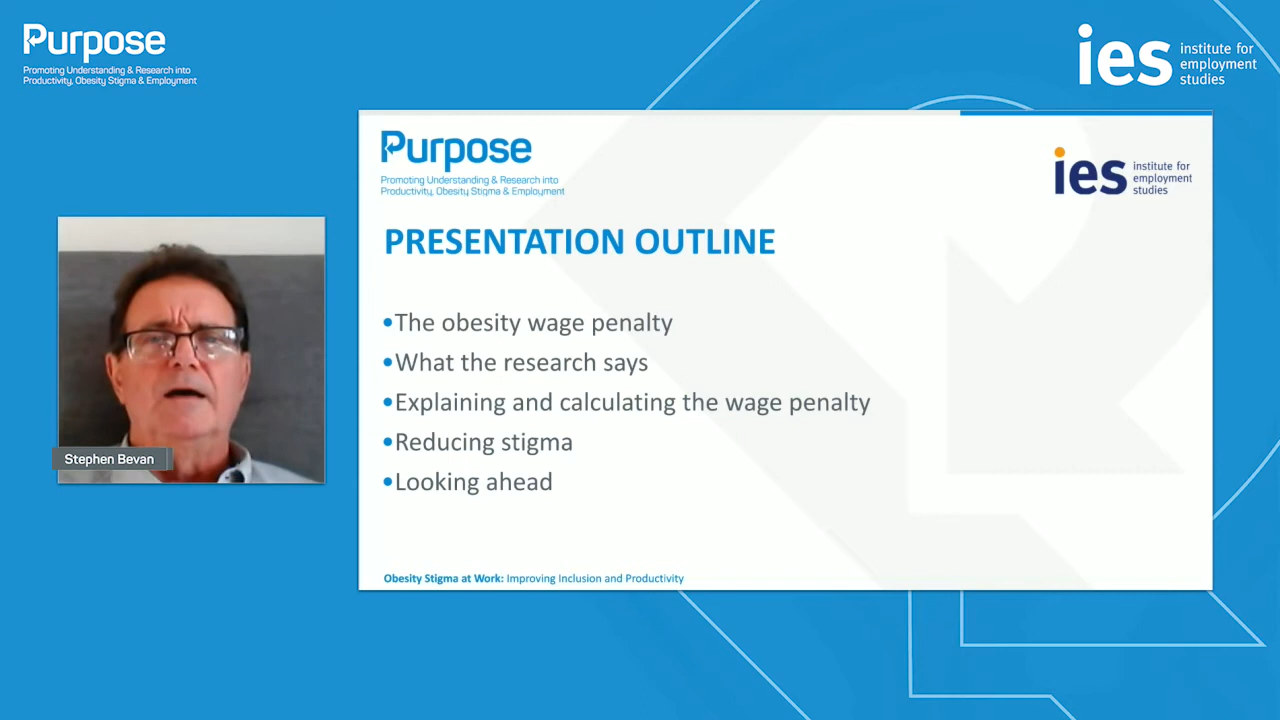 Purpose
Promoting Understanding & Research into
Productivity, Obesity Stigma & Employment
ies institute for
employment
studies
Purpose
Promoting Understanding & Research into
Productivity, Obesity Stigma & Employment
ies institute for
employment
studies
PRESENTATION OUTLINE
•The obesity wage penalty
•What the research says
•Explaining and calculating the wage penalty
•Reducing stigma
•Looking ahead
Stephen Bevan
Obesity Stigma at Work: Improving Inclusion and Productivity